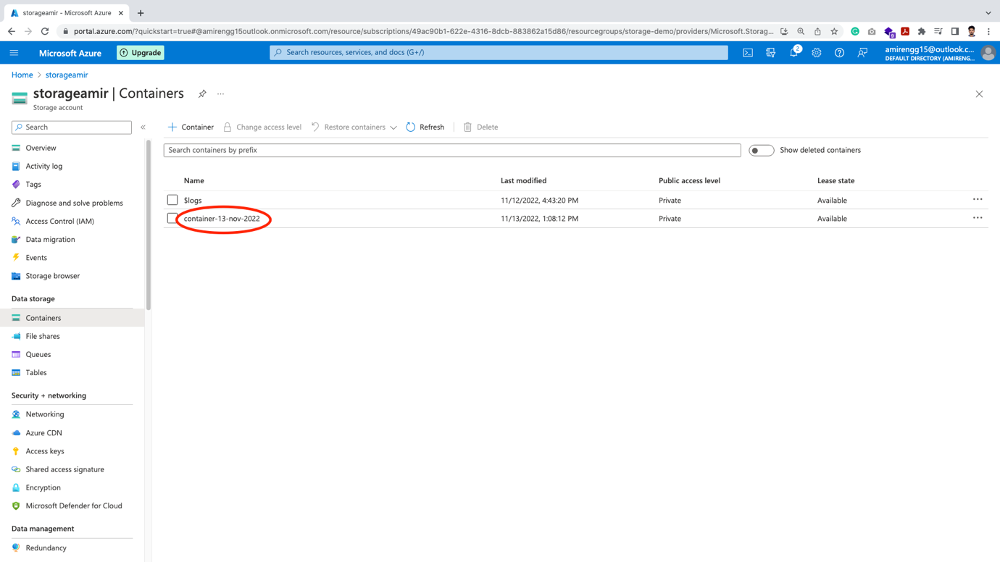 storageamir - Microsoft Azure
portal.azure.com/?quickstart=true#@amirengg15outlook.onmicrosoft.com/resource/subscriptions/49ac90b1-622e-4316-8dcb-883862a15d86/resourcegroups/storage-demo/providers/Microsoft.Storag...
9
Microsoft Azure
Upgrade
Search resources, services, and docs (G+/)
2
amirengg15@outlook.c...
DEFAULT DIRECTORY (AMIRENG...
Home > storageamir
storageamir | Containers
Storage account
Search
Container
Change access level
Restore containers
Refresh
Delete
Search containers by prefix
Show deleted containers
Name Last modified Public access level Lease state
$logs 11/12/2022, 4:43:20 PM Private Available
container-13-nov-2022 11/13/2022, 1:08:12 PM Private Available
Overview
Activity log
Tags
Diagnose and solve problems
Access Control (IAM)
Data migration
Events
Storage browser
Data storage
Containers
File shares
Queues
Tables
Security + networking
Networking
Azure CDN
Access keys
Shared access signature
Encryption
Microsoft Defender for Cloud
Data management
Redundancy